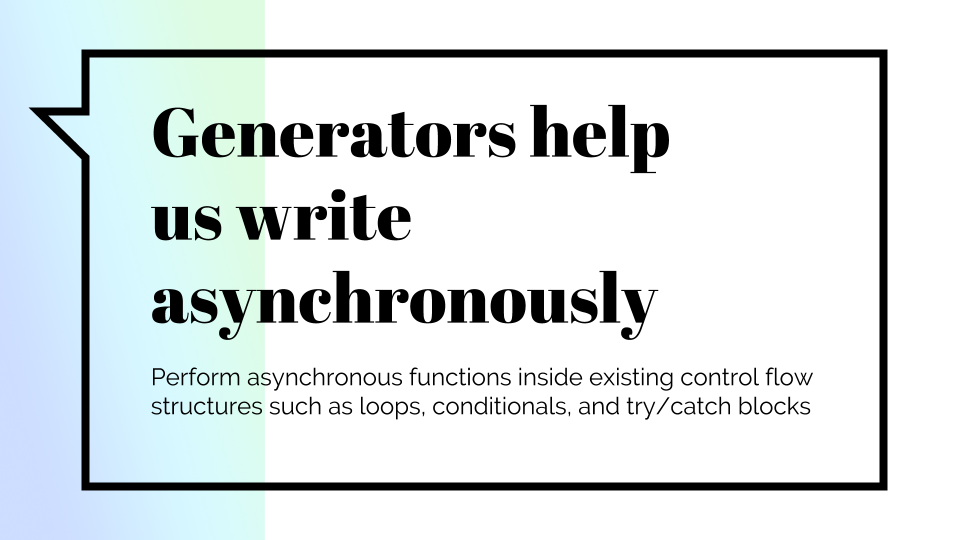 Generators help
us write
asynchronously
Perform asynchronous functions inside existing control flow
structures such as loops, conditionals, and try/catch blocks